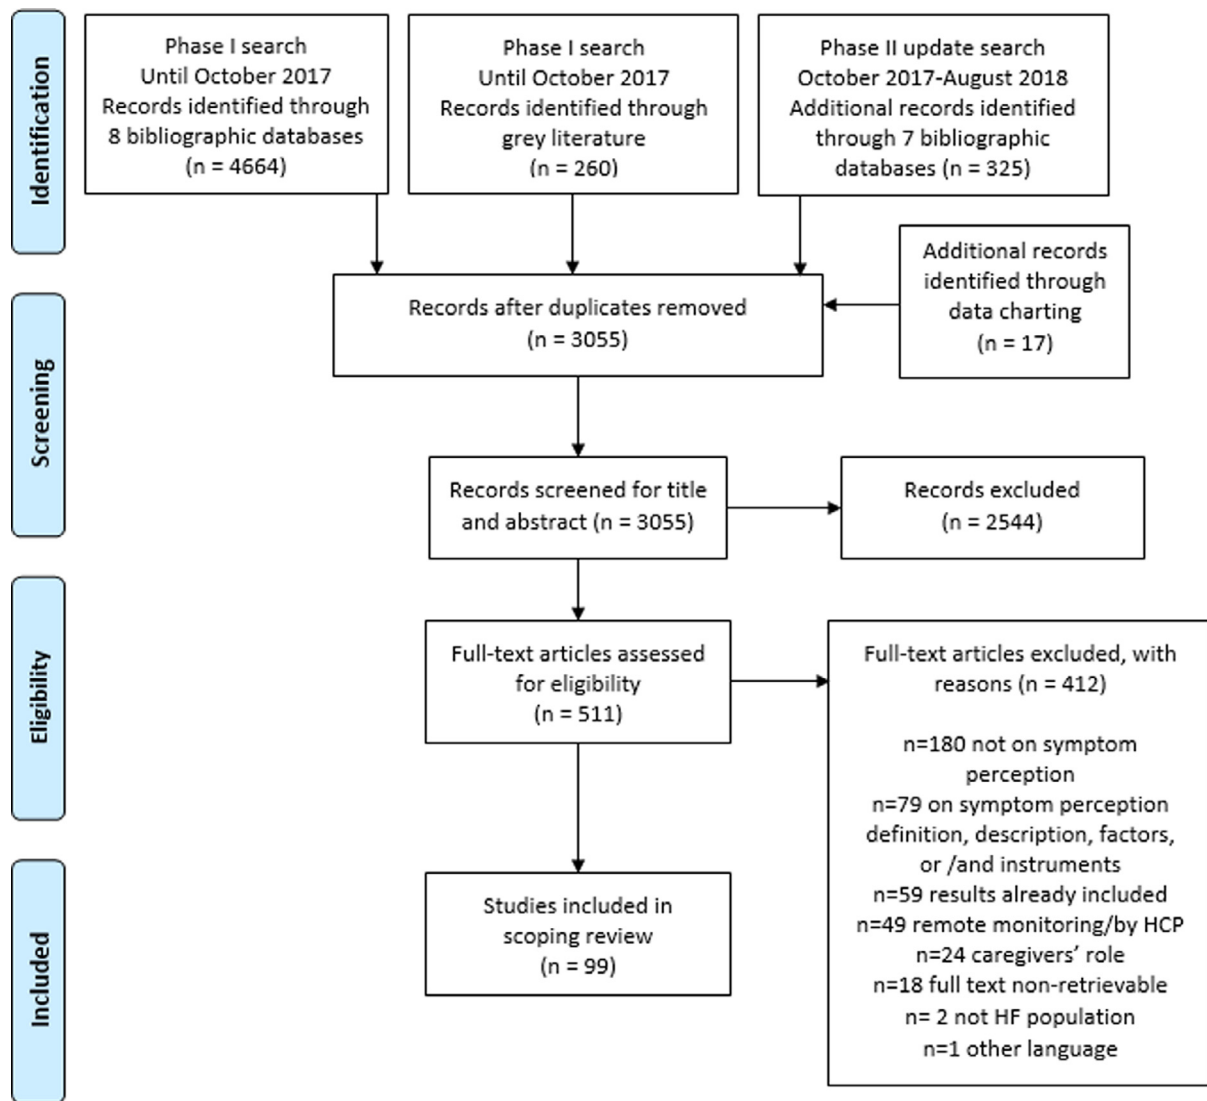 Identification
Phase I search
Until October 2017
Records identified through
8 bibliographic databases
(n = 4664)
Phase I search
Until October 2017
Records identified through
grey literature
(n = 260)
Phase II update search
October 2017-August 2018
Additional records identified
through 7 bibliographic
databases (n = 325)
Additional records
identified through
data charting
(n = 17)
Records after duplicates removed
(n = 3055)
Screening
Records screened for title
and abstract (n = 3055)
Records excluded
(n = 2544)
Eligibility
Full-text articles assessed
for eligibility
(n = 511)
Full-text articles excluded, with
reasons (n = 412)
n=180 not on symptom
perception
n=79 on symptom perception
definition, description, factors,
or /and instruments
n=59 results already included
n=49 remote monitoring/by HCP
n=24 caregivers’ role
n=18 full text non-retrievable
n= 2 not HF population
n=1 other language
Included
Studies included in
scoping review
(n = 99)